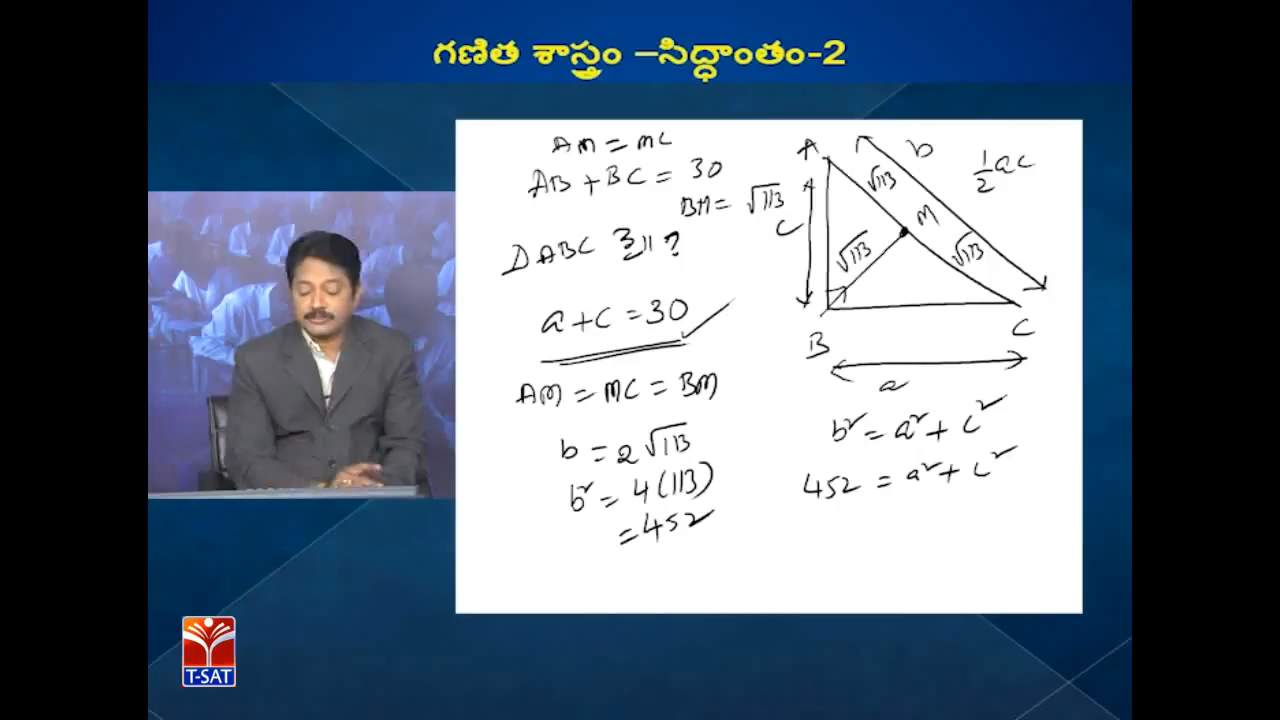 గణిత శాస్త్రం –సిద్ధాంతం-2
AM = MC
AB + BC = 30
BM = √113
ABC వై॥ ?
a + c = 30
AM = MC = BM
b = 2√113
b² = 4(113)
= 452
A
b
½ac
√113
M
c
√113
√113
B
C
a
b² = a² + c²
452 = a² + c²
T-SAT